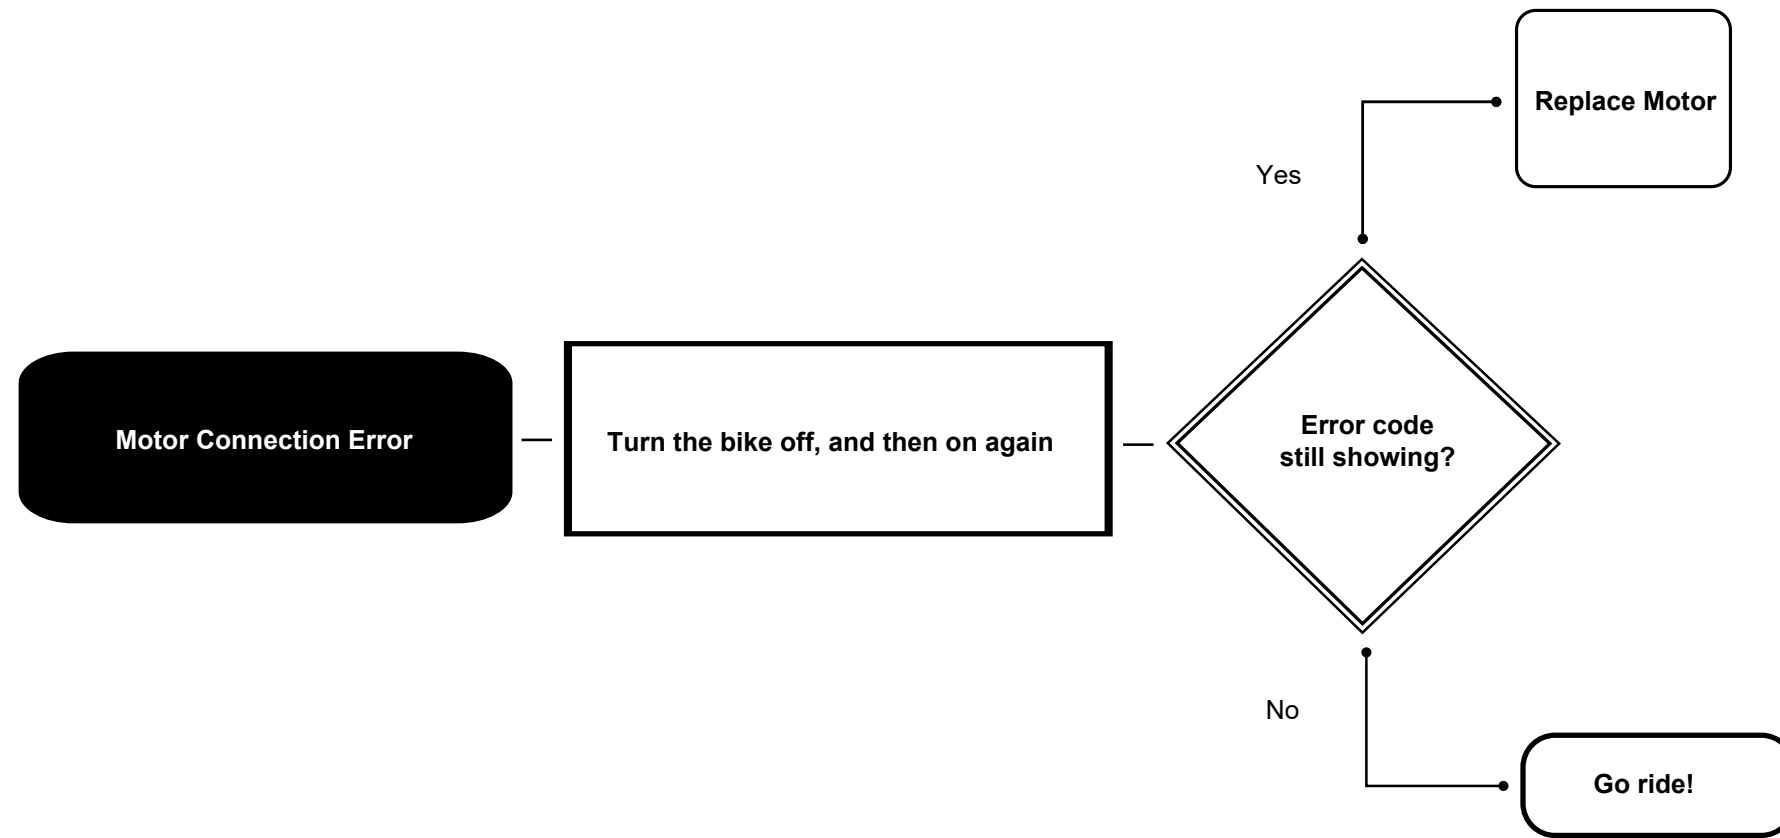 Replace Motor
Yes
Motor Connection Error
Turn the bike off, and then on again
Error code
still showing?
No
Go ride!